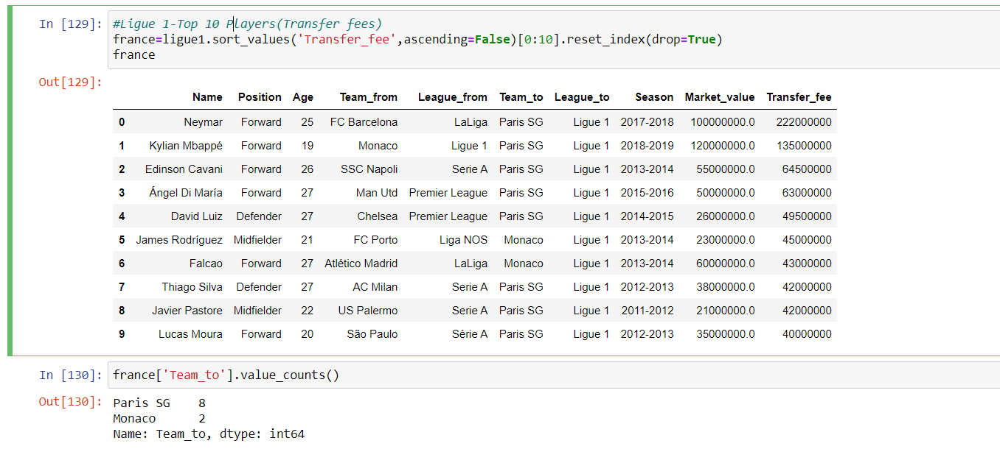 In [129]: #Ligue 1-Top 10 Players(Transfer fees)
france=ligue1.sort_values('Transfer_fee',ascending=False)[0:10].reset_index(drop=True)
france
Out[129]:
Name Position Age Team_from League_from Team_to League_to Season Market_value Transfer_fee
0 Neymar Forward 25 FC Barcelona LaLiga Paris SG Ligue 1 2017-2018 100000000.0 222000000
1 Kylian Mbappé Forward 19 Monaco Ligue 1 Paris SG Ligue 1 2018-2019 120000000.0 135000000
2 Edinson Cavani Forward 26 SSC Napoli Serie A Paris SG Ligue 1 2013-2014 55000000.0 64500000
3 Ángel Di María Forward 27 Man Utd Premier League Paris SG Ligue 1 2015-2016 50000000.0 63000000
4 David Luiz Defender 27 Chelsea Premier League Paris SG Ligue 1 2014-2015 26000000.0 49500000
5 James Rodríguez Midfielder 21 FC Porto Liga NOS Monaco Ligue 1 2013-2014 23000000.0 45000000
6 Falcao Forward 27 Atlético Madrid LaLiga Monaco Ligue 1 2013-2014 60000000.0 43000000
7 Thiago Silva Defender 27 AC Milan Serie A Paris SG Ligue 1 2012-2013 38000000.0 42000000
8 Javier Pastore Midfielder 22 US Palermo Serie A Paris SG Ligue 1 2011-2012 21000000.0 42000000
9 Lucas Moura Forward 20 São Paulo Série A Paris SG Ligue 1 2012-2013 35000000.0 40000000
In [130]: france['Team_to'].value_counts()
Out[130]: Paris SG 8
Monaco 2
Name: Team_to, dtype: int64